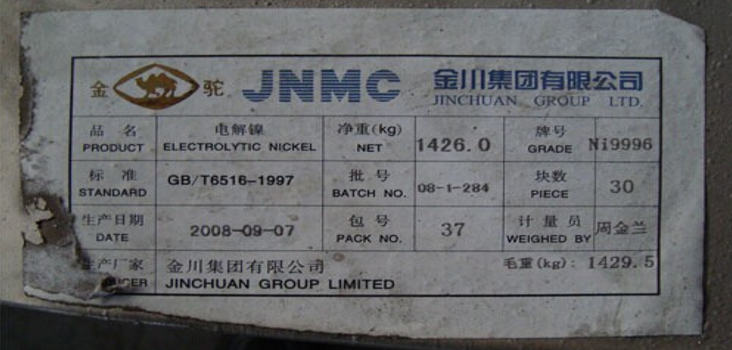 金 驼 JNMC 金川集团有限公司
JINCHUAN GROUP LTD.
品名 电解镍 净重(kg) 1426.0 牌号 Ni9996
PRODUCT ELECTROLYTIC NICKEL NET GRADE
标准 GB/T6516-1997 批号 08-1-284 块数 30
STANDARD BATCH NO. PIECE
生产日期 2008-09-07 包号 37 计量员 周金兰
DATE PACK NO. WEIGHED BY
生产厂家 金川集团有限公司 毛重(kg): 1429.5
UCER JINCHUAN GROUP LIMITED